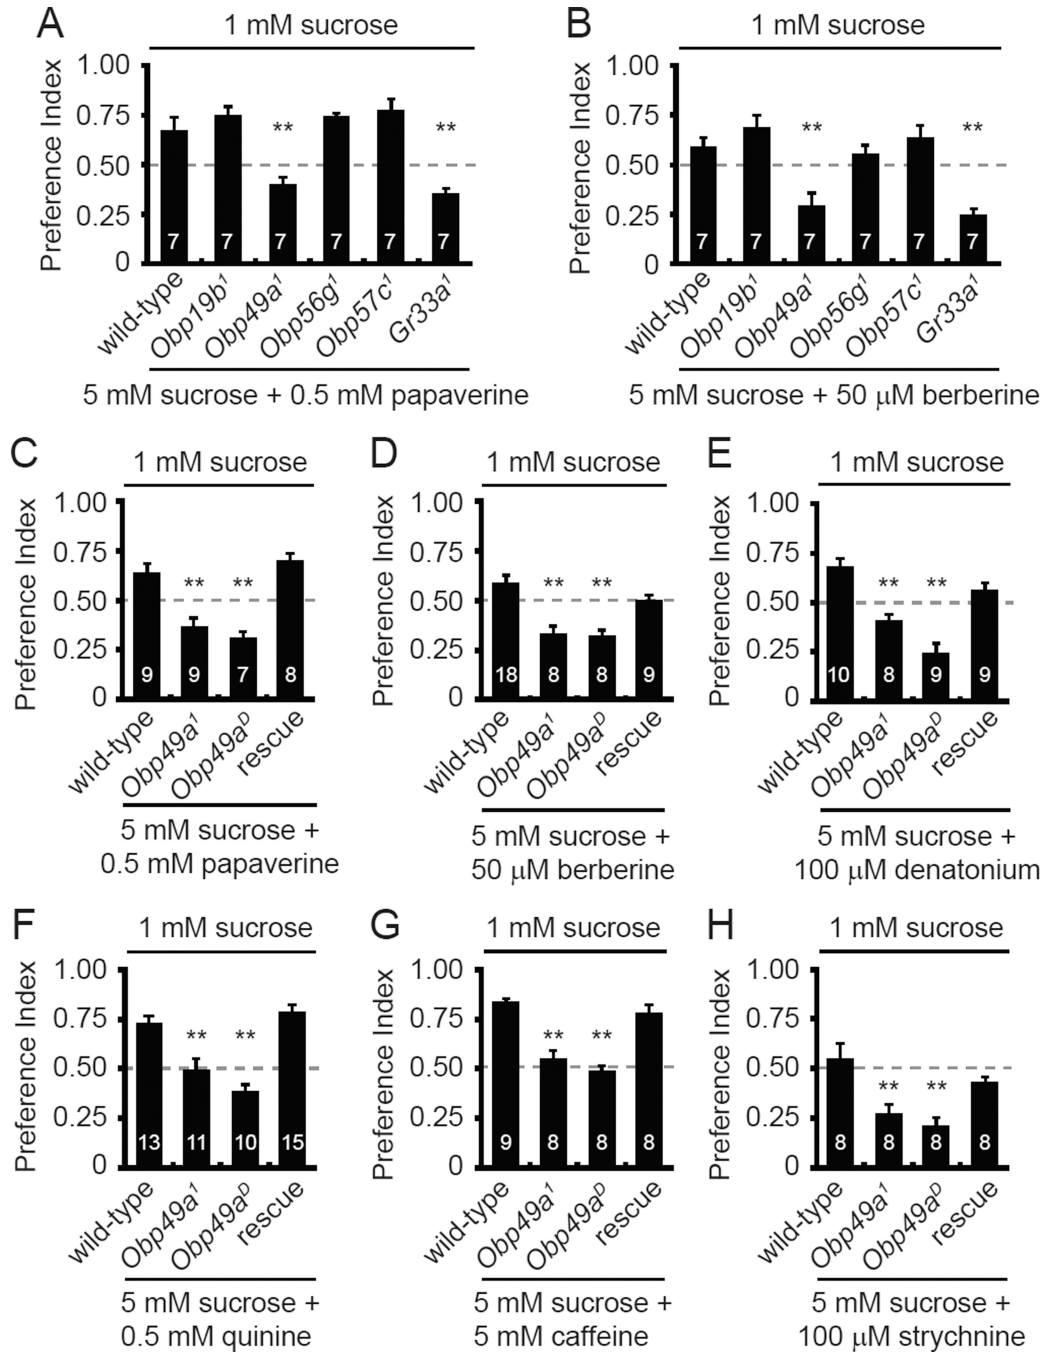 A
1 mM sucrose
Preference Index
1.00
0.75
0.50
0.25
0
** **
7 7 7 7 7 7
wild-type Obp19b¹ Obp49a¹ Obp56g¹ Obp57c¹ Gr33a¹
5 mM sucrose + 0.5 mM papaverine
B
1 mM sucrose
Preference Index
1.00
0.75
0.50
0.25
0
** **
7 7 7 7 7 7
wild-type Obp19b¹ Obp49a¹ Obp56g¹ Obp57c¹ Gr33a¹
5 mM sucrose + 50 μM berberine
C
1 mM sucrose
Preference Index
1.00
0.75
0.50
0.25
0
** **
9 9 7 8
wild-type Obp49a¹ Obp49aᴰ rescue
5 mM sucrose +
0.5 mM papaverine
D
1 mM sucrose
Preference Index
1.00
0.75
0.50
0.25
0
** **
18 8 8 9
wild-type Obp49a¹ Obp49aᴰ rescue
5 mM sucrose +
50 μM berberine
E
1 mM sucrose
Preference Index
1.00
0.75
0.50
0.25
0
** **
10 8 9 9
wild-type Obp49a¹ Obp49aᴰ rescue
5 mM sucrose +
100 μM denatonium
F
1 mM sucrose
Preference Index
1.00
0.75
0.50
0.25
0
** **
13 11 10 15
wild-type Obp49a¹ Obp49aᴰ rescue
5 mM sucrose +
0.5 mM quinine
G
1 mM sucrose
Preference Index
1.00
0.75
0.50
0.25
0
** **
9 8 8 8
wild-type Obp49a¹ Obp49aᴰ rescue
5 mM sucrose +
5 mM caffeine
H
1 mM sucrose
Preference Index
1.00
0.75
0.50
0.25
0
** **
8 8 8 8
wild-type Obp49a¹ Obp49aᴰ rescue
5 mM sucrose +
100 μM strychnine